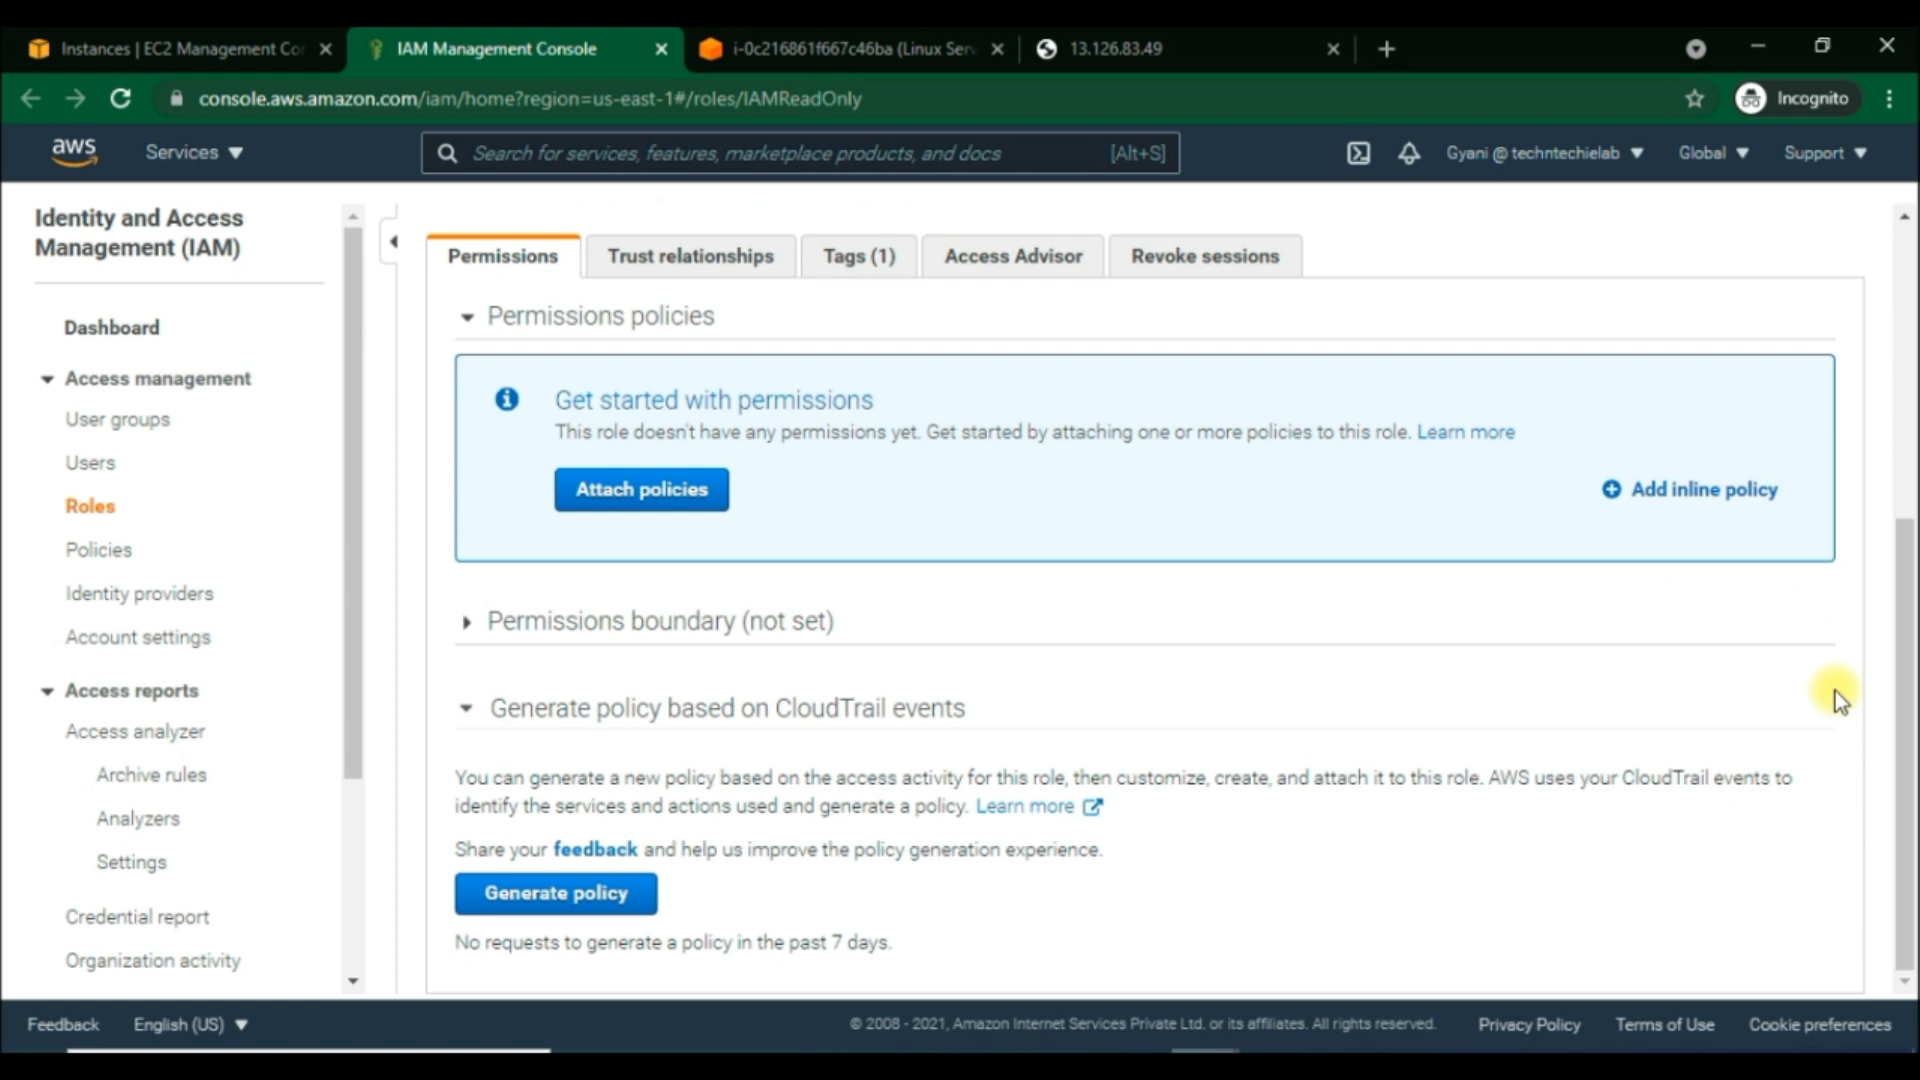 Instances | EC2 Management Co
IAM Management Console
i-0c216861f667c46ba (Linux Serv
13.126.83.49
console.aws.amazon.com/iam/home?region=us-east-1#/roles/IAMReadOnly
Incognito
aws
Services
Search for services, features, marketplace products, and docs
[Alt+S]
Gyani @ techntechielab
Global
Support
Identity and Access
Management (IAM)
Dashboard
Access management
User groups
Users
Roles
Policies
Identity providers
Account settings
Access reports
Access analyzer
Archive rules
Analyzers
Settings
Credential report
Organization activity
Permissions
Trust relationships
Tags (1)
Access Advisor
Revoke sessions
Permissions policies
Get started with permissions
This role doesn't have any permissions yet. Get started by attaching one or more policies to this role. Learn more
Attach policies
Add inline policy
Permissions boundary (not set)
Generate policy based on CloudTrail events
You can generate a new policy based on the access activity for this role, then customize, create, and attach it to this role. AWS uses your CloudTrail events to
identify the services and actions used and generate a policy. Learn more
Share your feedback and help us improve the policy generation experience.
Generate policy
No requests to generate a policy in the past 7 days.
Feedback
English (US)
© 2008 - 2021, Amazon Internet Services Private Ltd. or its affiliates. All rights reserved.
Privacy Policy
Terms of Use
Cookie preferences